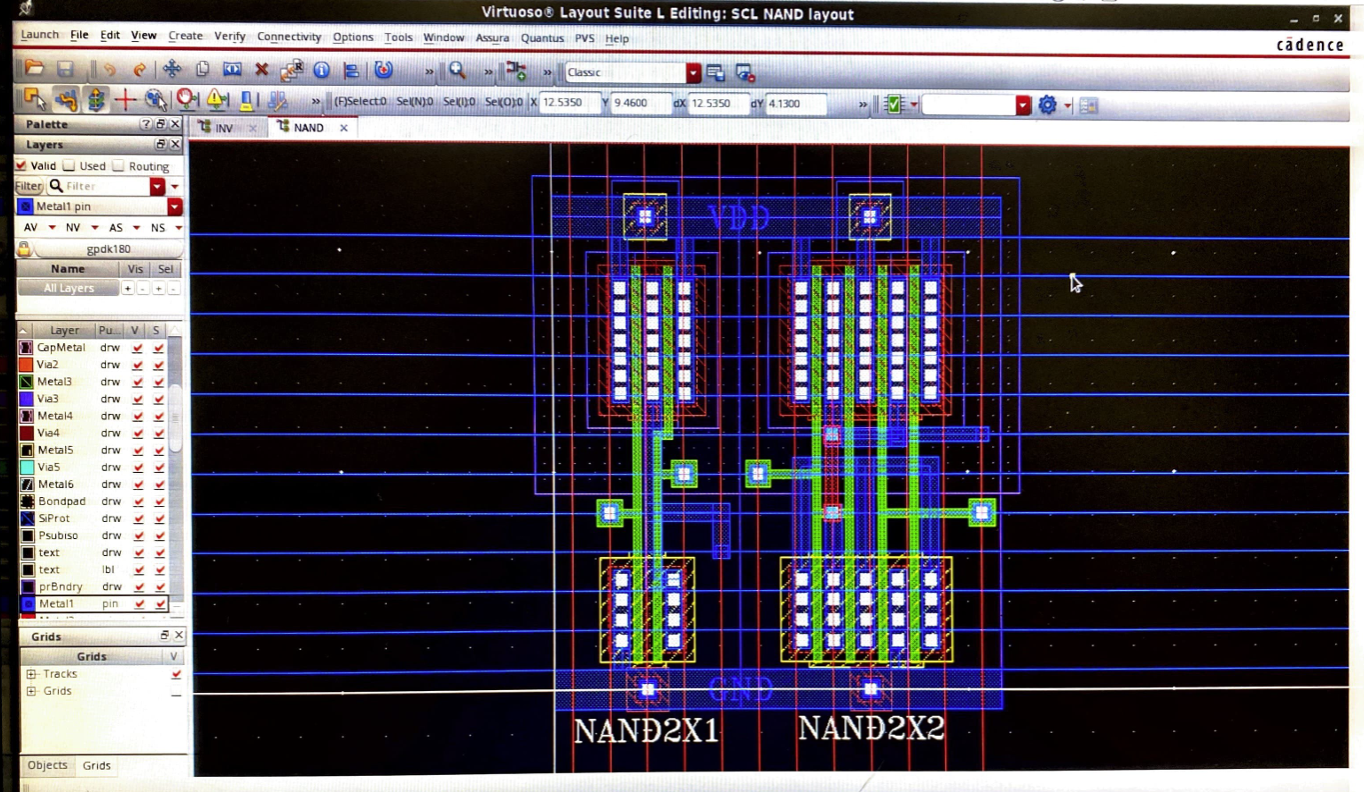 Virtuoso® Layout Suite L Editing: SCL NAND layout
Launch File Edit View Create Verify Connectivity Options Tools Window Assura Quantus PVS Help
cādence
Classic
(F)Select:0 Sel(N):0 Sel(I):0 Sel(O):0 X 12.5350 Y 9.4600 dX 12.5350 dY 4.1300
Palette
INV
NAND
Layers
Valid Used Routing
Filter Filter
Metal1 pin
AV NV AS NS
gpdk180
Name Vis Sel
All Layers + - + -
Layer Pu... V S
CapMetal drw
Via2 drw
Metal3 drw
Via3 drw
Metal4 drw
Via4 drw
Metal5 drw
Via5 drw
Metal6 drw
Bondpad drw
SiProt drw
Psubiso drw
text drw
text lbl
prBndry drw
Metal1 pin
Grids
Grids V
Tracks
Grids
Objects Grids
VDD
GND
NAND2X1
NAND2X2